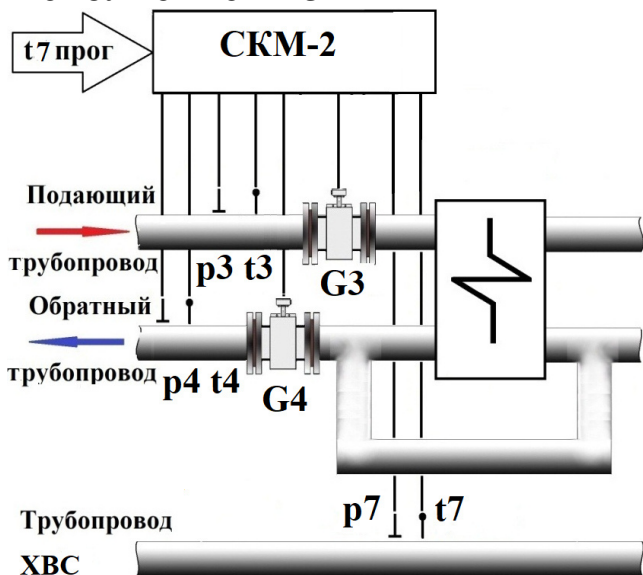 СКМ-2
t7 прог
Подающий
трубопровод
p3 t3
G3
Обратный
трубопровод
p4 t4
G4
p7 t7
Трубопровод
ХВС